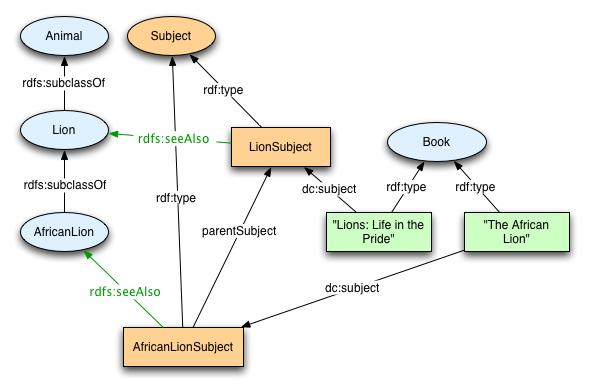 Animal
Subject
rdfs:subclassOf
rdf:type
Lion
rdfs:seeAlso
LionSubject
Book
rdfs:subclassOf
rdf:type
dc:subject
rdf:type
rdf:type
AfricanLion
parentSubject
"Lions: Life in the
Pride"
"The African
Lion"
rdfs:seeAlso
dc:subject
AfricanLionSubject